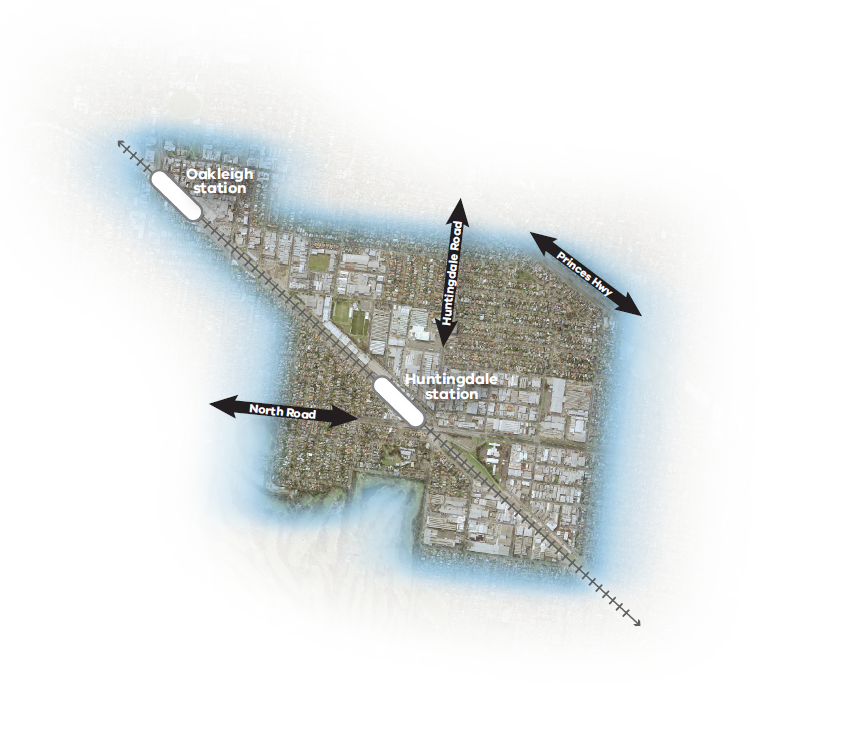 Oakleigh
station
Huntingdale Road
Princes Hwy
Huntingdale
station
North Road